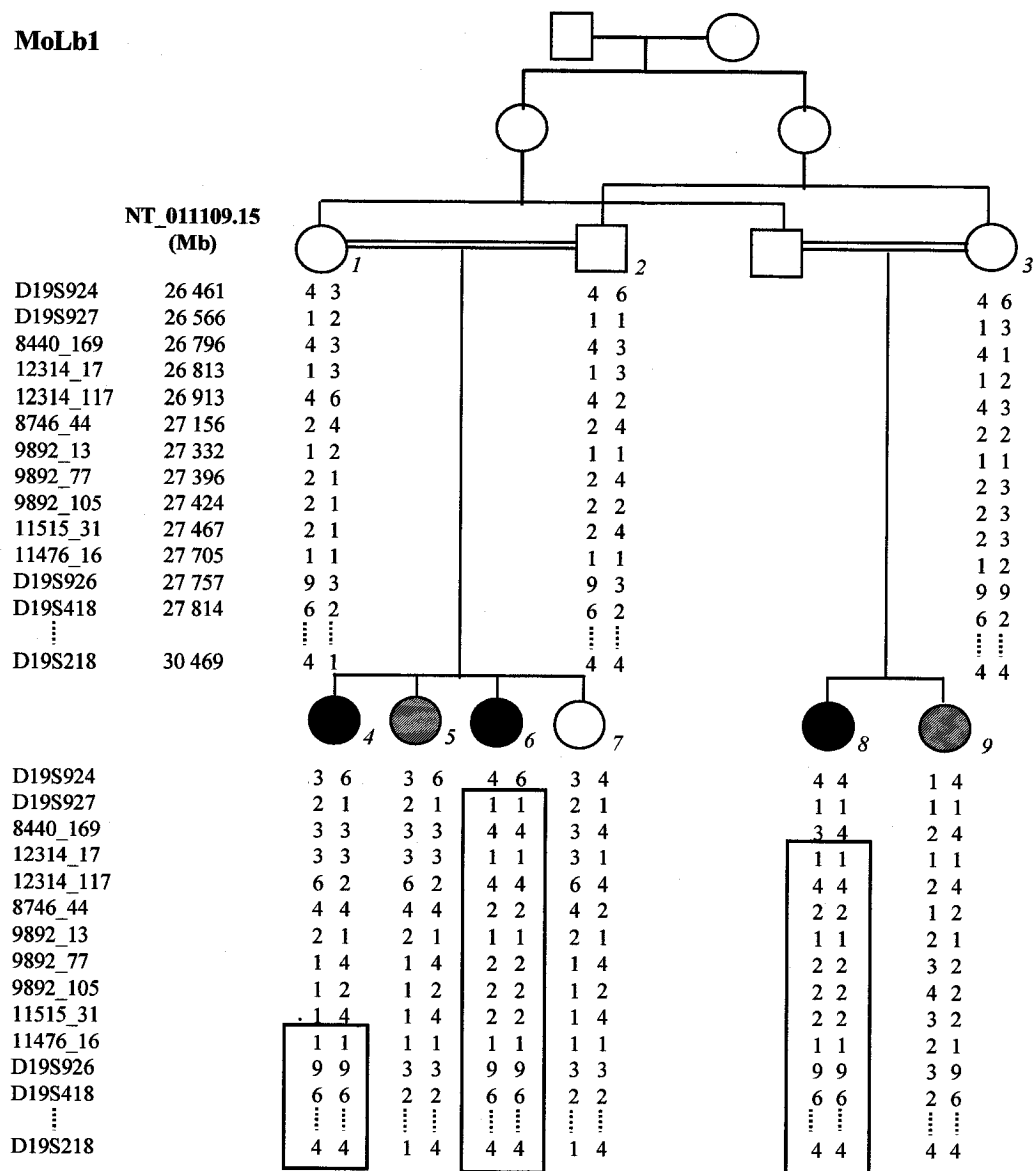 MoLb1
NT_011109.15
(Mb)
1 2 3
D19S924 26 461 4 3 4 6 4 6
D19S927 26 566 1 2 1 1 1 3
8440_169 26 796 4 3 4 3 4 1
12314_17 26 813 1 3 1 3 1 2
12314_117 26 913 4 6 4 2 4 3
8746_44 27 156 2 4 2 4 2 2
9892_13 27 332 1 2 1 1 1 1
9892_77 27 396 2 1 2 4 2 3
9892_105 27 424 2 1 2 2 2 3
11515_31 27 467 2 1 2 4 2 3
11476_16 27 705 1 1 1 1 1 2
D19S926 27 757 9 3 9 3 9 9
D19S418 27 814 6 2 6 2 6 2
D19S218 30 469 4 1 4 4 4 4
4 5 6 7 8 9
D19S924 3 6 3 6 4 6 3 4 4 4 1 4
D19S927 2 1 2 1 1 1 2 1 1 1 1 1
8440_169 3 3 3 3 4 4 3 4 3 4 2 4
12314_17 3 3 3 3 1 1 3 1 1 1 1 1
12314_117 6 2 6 2 4 4 6 4 4 4 2 4
8746_44 4 4 4 4 2 2 4 2 2 2 1 2
9892_13 2 1 2 1 1 1 2 1 1 1 2 1
9892_77 1 4 1 4 2 2 1 4 2 2 3 2
9892_105 1 2 1 2 2 2 1 2 2 2 4 2
11515_31 1 4 1 4 2 2 1 4 2 2 3 2
11476_16 1 1 1 1 1 1 1 1 1 1 2 1
D19S926 9 9 3 3 9 9 3 3 9 9 3 9
D19S418 6 6 2 2 6 6 2 2 6 6 2 6
D19S218 4 4 1 4 4 4 1 4 4 4 4 4